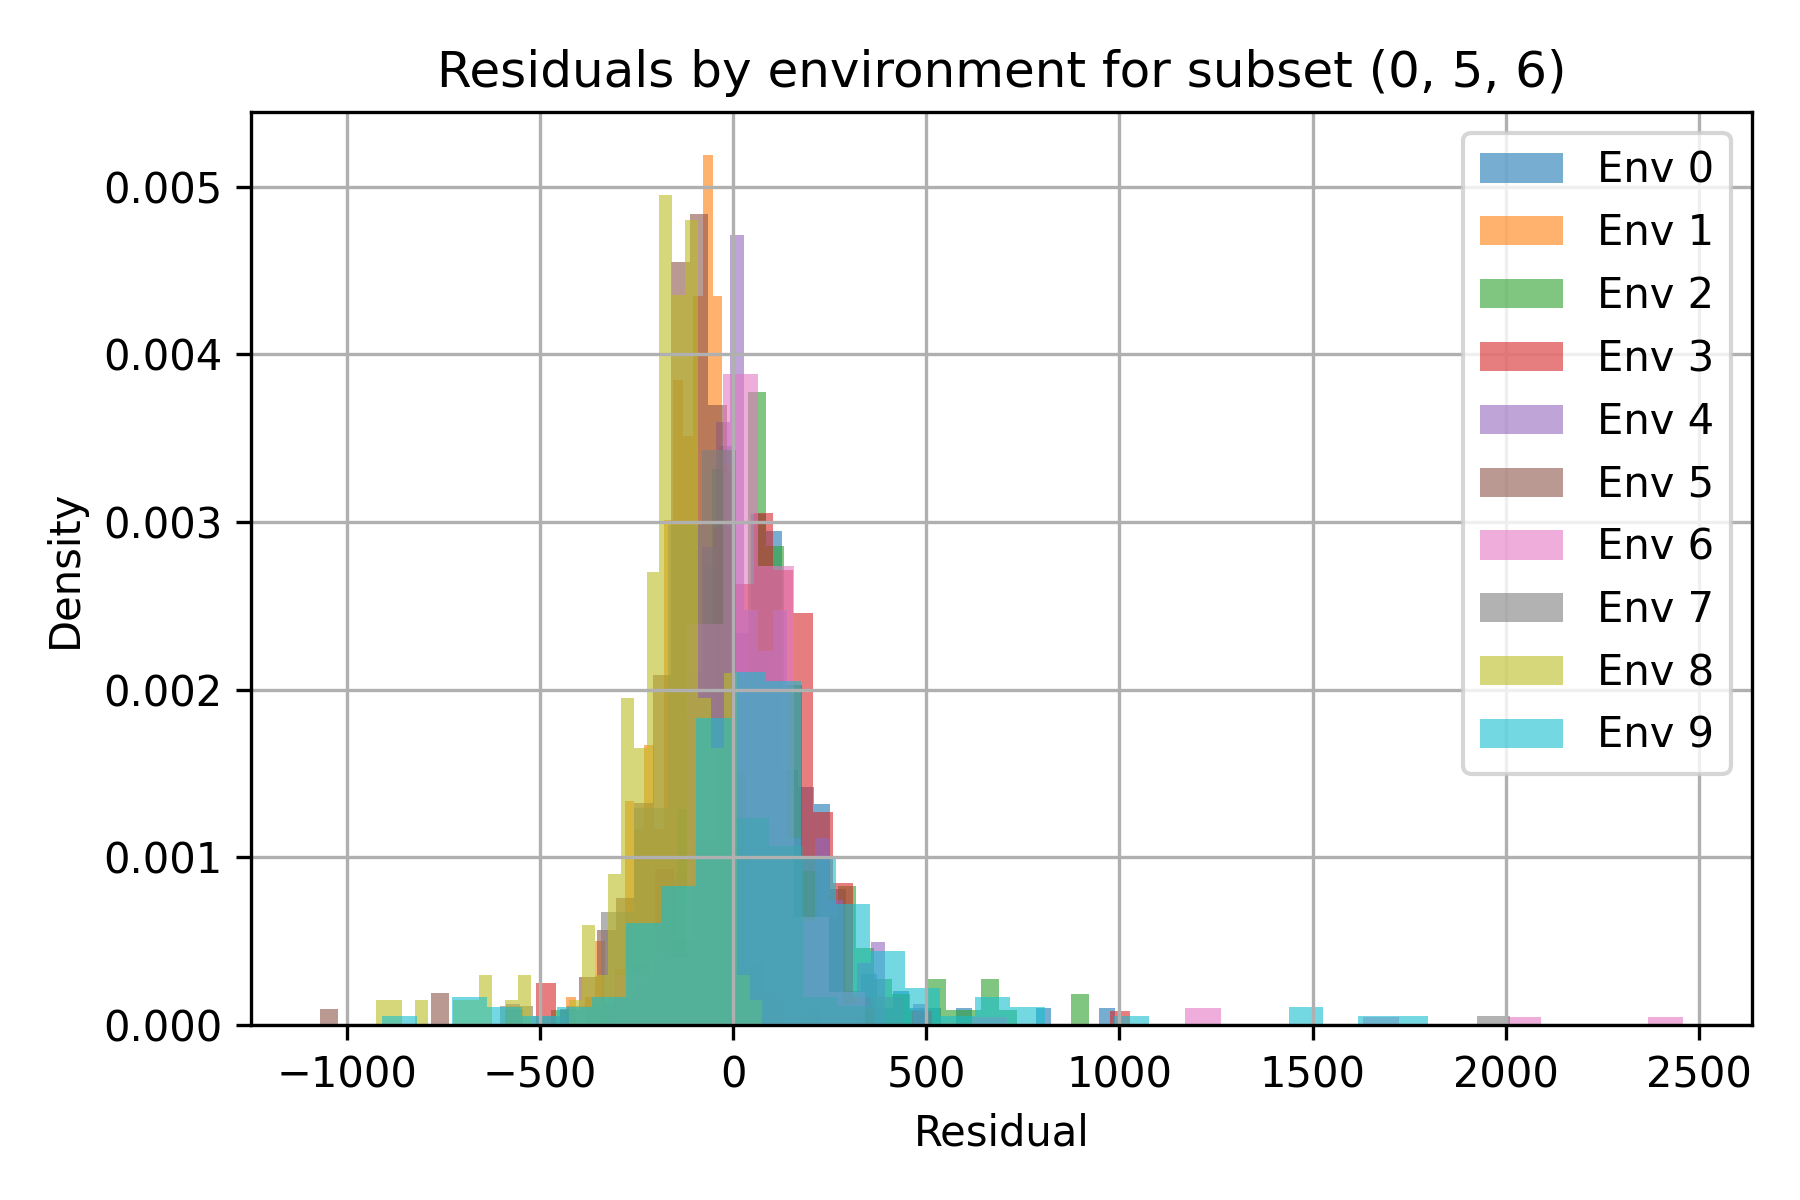 Residuals by environment for subset (0, 5, 6)
Density
0.005
0.004
0.003
0.002
0.001
0.000
−1000
−500
0
500
1000
1500
2000
2500
Residual
Env 0
Env 1
Env 2
Env 3
Env 4
Env 5
Env 6
Env 7
Env 8
Env 9